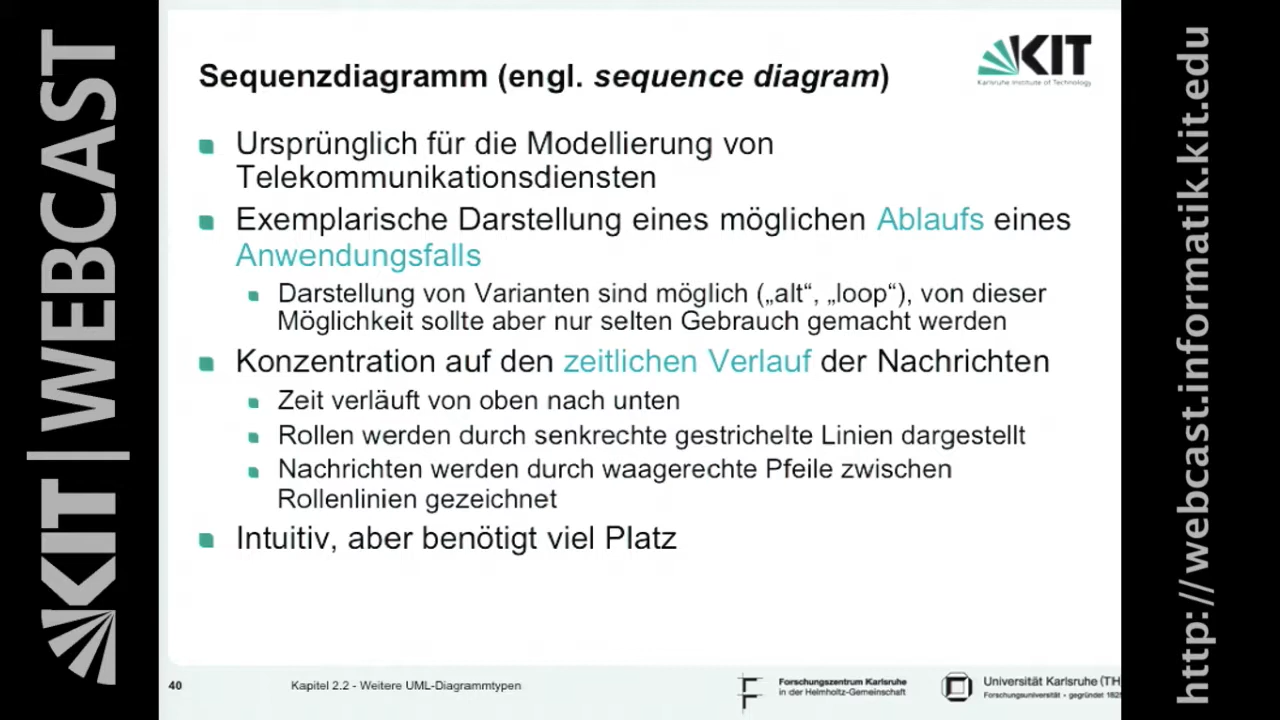 KIT | WEBCAST
KIT
Karlsruhe Institute of Technology
Sequenzdiagramm (engl. sequence diagram)
Ursprünglich für die Modellierung von
Telekommunikationsdiensten
Exemplarische Darstellung eines möglichen Ablaufs eines
Anwendungsfalls
Darstellung von Varianten sind möglich („alt“, „loop“), von dieser
Möglichkeit sollte aber nur selten Gebrauch gemacht werden
Konzentration auf den zeitlichen Verlauf der Nachrichten
Zeit verläuft von oben nach unten
Rollen werden durch senkrechte gestrichelte Linien dargestellt
Nachrichten werden durch waagerechte Pfeile zwischen
Rollenlinien gezeichnet
Intuitiv, aber benötigt viel Platz
40
Kapitel 2.2 - Weitere UML-Diagrammtypen
Forschungszentrum Karlsruhe
in der Helmholtz-Gemeinschaft
Universität Karlsruhe (TH
Forschungsuniversität • gegründet 182
http://webcast.informatik.kit.edu